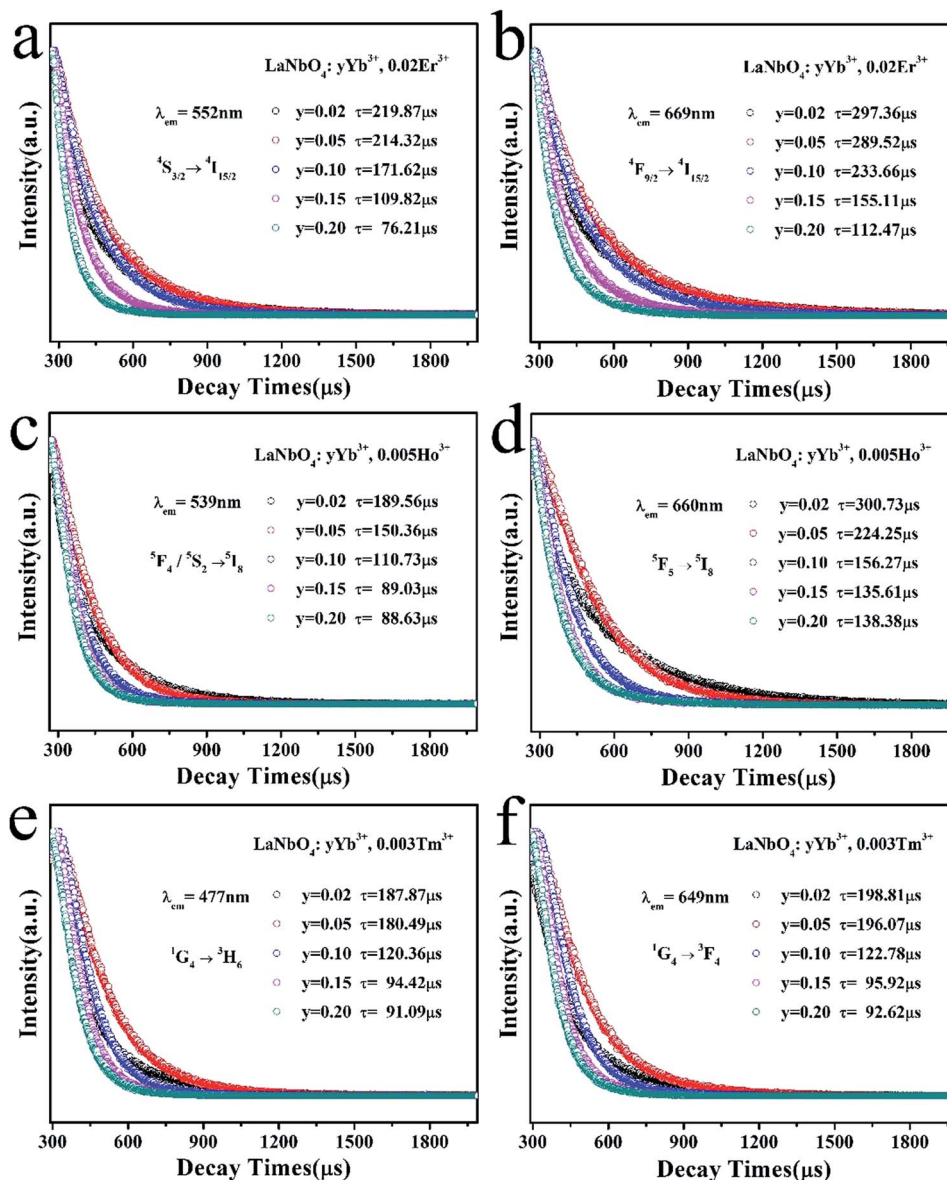 a
LaNbO₄: yYb³⁺, 0.02Er³⁺
λem= 552nm
⁴S3/2→⁴I15/2
y=0.02 τ=219.87μs
y=0.05 τ=214.32μs
y=0.10 τ=171.62μs
y=0.15 τ=109.82μs
y=0.20 τ= 76.21μs
Intensity(a.u.)
300 600 900 1200 1500 1800
Decay Times(μs)
b
LaNbO₄: yYb³⁺, 0.02Er³⁺
λem= 669nm
⁴F9/2→⁴I15/2
y=0.02 τ=297.36μs
y=0.05 τ=289.52μs
y=0.10 τ=233.66μs
y=0.15 τ=155.11μs
y=0.20 τ=112.47μs
Intensity(a.u.)
300 600 900 1200 1500 1800
Decay Times(μs)
c
LaNbO₄: yYb³⁺, 0.005Ho³⁺
λem= 539nm
⁵F₄ / ⁵S₂→⁵I₈
y=0.02 τ=189.56μs
y=0.05 τ=150.36μs
y=0.10 τ=110.73μs
y=0.15 τ= 89.03μs
y=0.20 τ= 88.63μs
Intensity(a.u.)
300 600 900 1200 1500 1800
Decay Times(μs)
d
LaNbO₄: yYb³⁺, 0.005Ho³⁺
λem= 660nm
⁵F₅ → ⁵I₈
y=0.02 τ=300.73μs
y=0.05 τ=224.25μs
y=0.10 τ=156.27μs
y=0.15 τ=135.61μs
y=0.20 τ=138.38μs
Intensity(a.u.)
300 600 900 1200 1500 1800
Decay Times(μs)
e
LaNbO₄: yYb³⁺, 0.003Tm³⁺
λem= 477nm
¹G₄ → ³H₆
y=0.02 τ=187.87μs
y=0.05 τ=180.49μs
y=0.10 τ=120.36μs
y=0.15 τ= 94.42μs
y=0.20 τ= 91.09μs
Intensity(a.u.)
300 600 900 1200 1500 1800
Decay Times(μs)
f
LaNbO₄: yYb³⁺, 0.003Tm³⁺
λem= 649nm
¹G₄ → ³F₄
y=0.02 τ=198.81μs
y=0.05 τ=196.07μs
y=0.10 τ=122.78μs
y=0.15 τ= 95.92μs
y=0.20 τ= 92.62μs
Intensity(a.u.)
300 600 900 1200 1500 1800
Decay Times(μs)